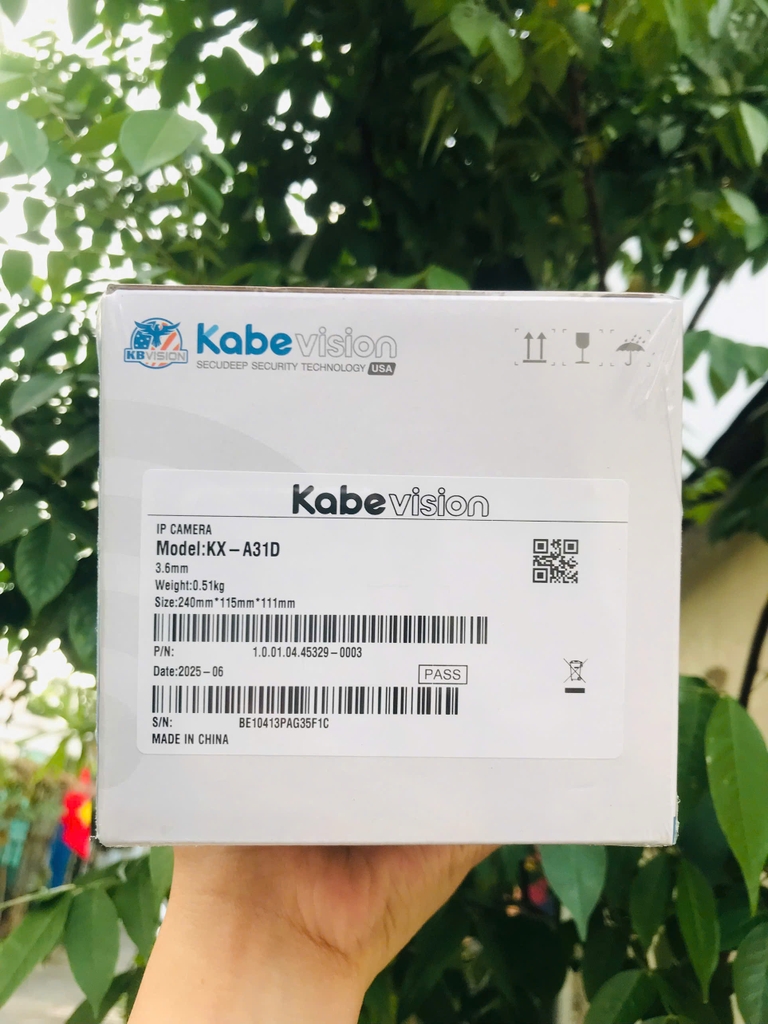 KBVISION
Kabevision
SECUDEEP SECURITY TECHNOLOGY USA
Kabevision
IP CAMERA
Model:KX-A31D
3.6mm
Weight:0.51kg
Size:240mm*115mm*111mm
P/N: 1.0.01.04.45329-0003
Date:2025-06 PASS
S/N: BE10413PAG35F1C
MADE IN CHINA